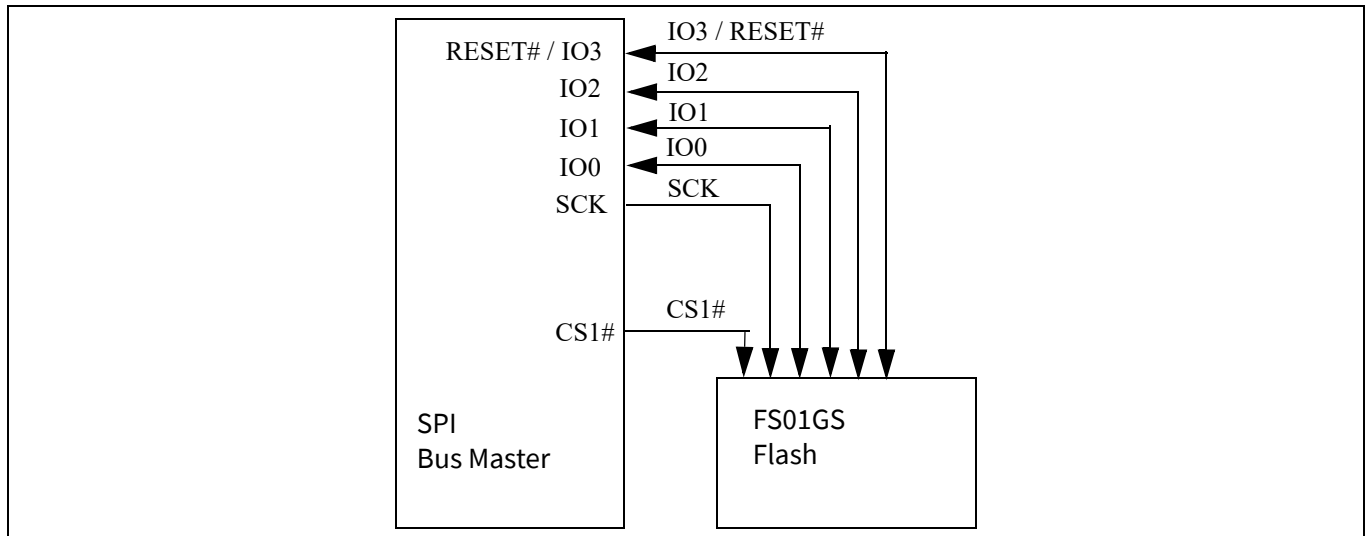 RESET# / IO3
IO3 / RESET#
IO2
IO2
IO1
IO1
IO0
IO0
SCK
SCK
CS1#
CS1#
SPI
Bus Master
FS01GS
Flash